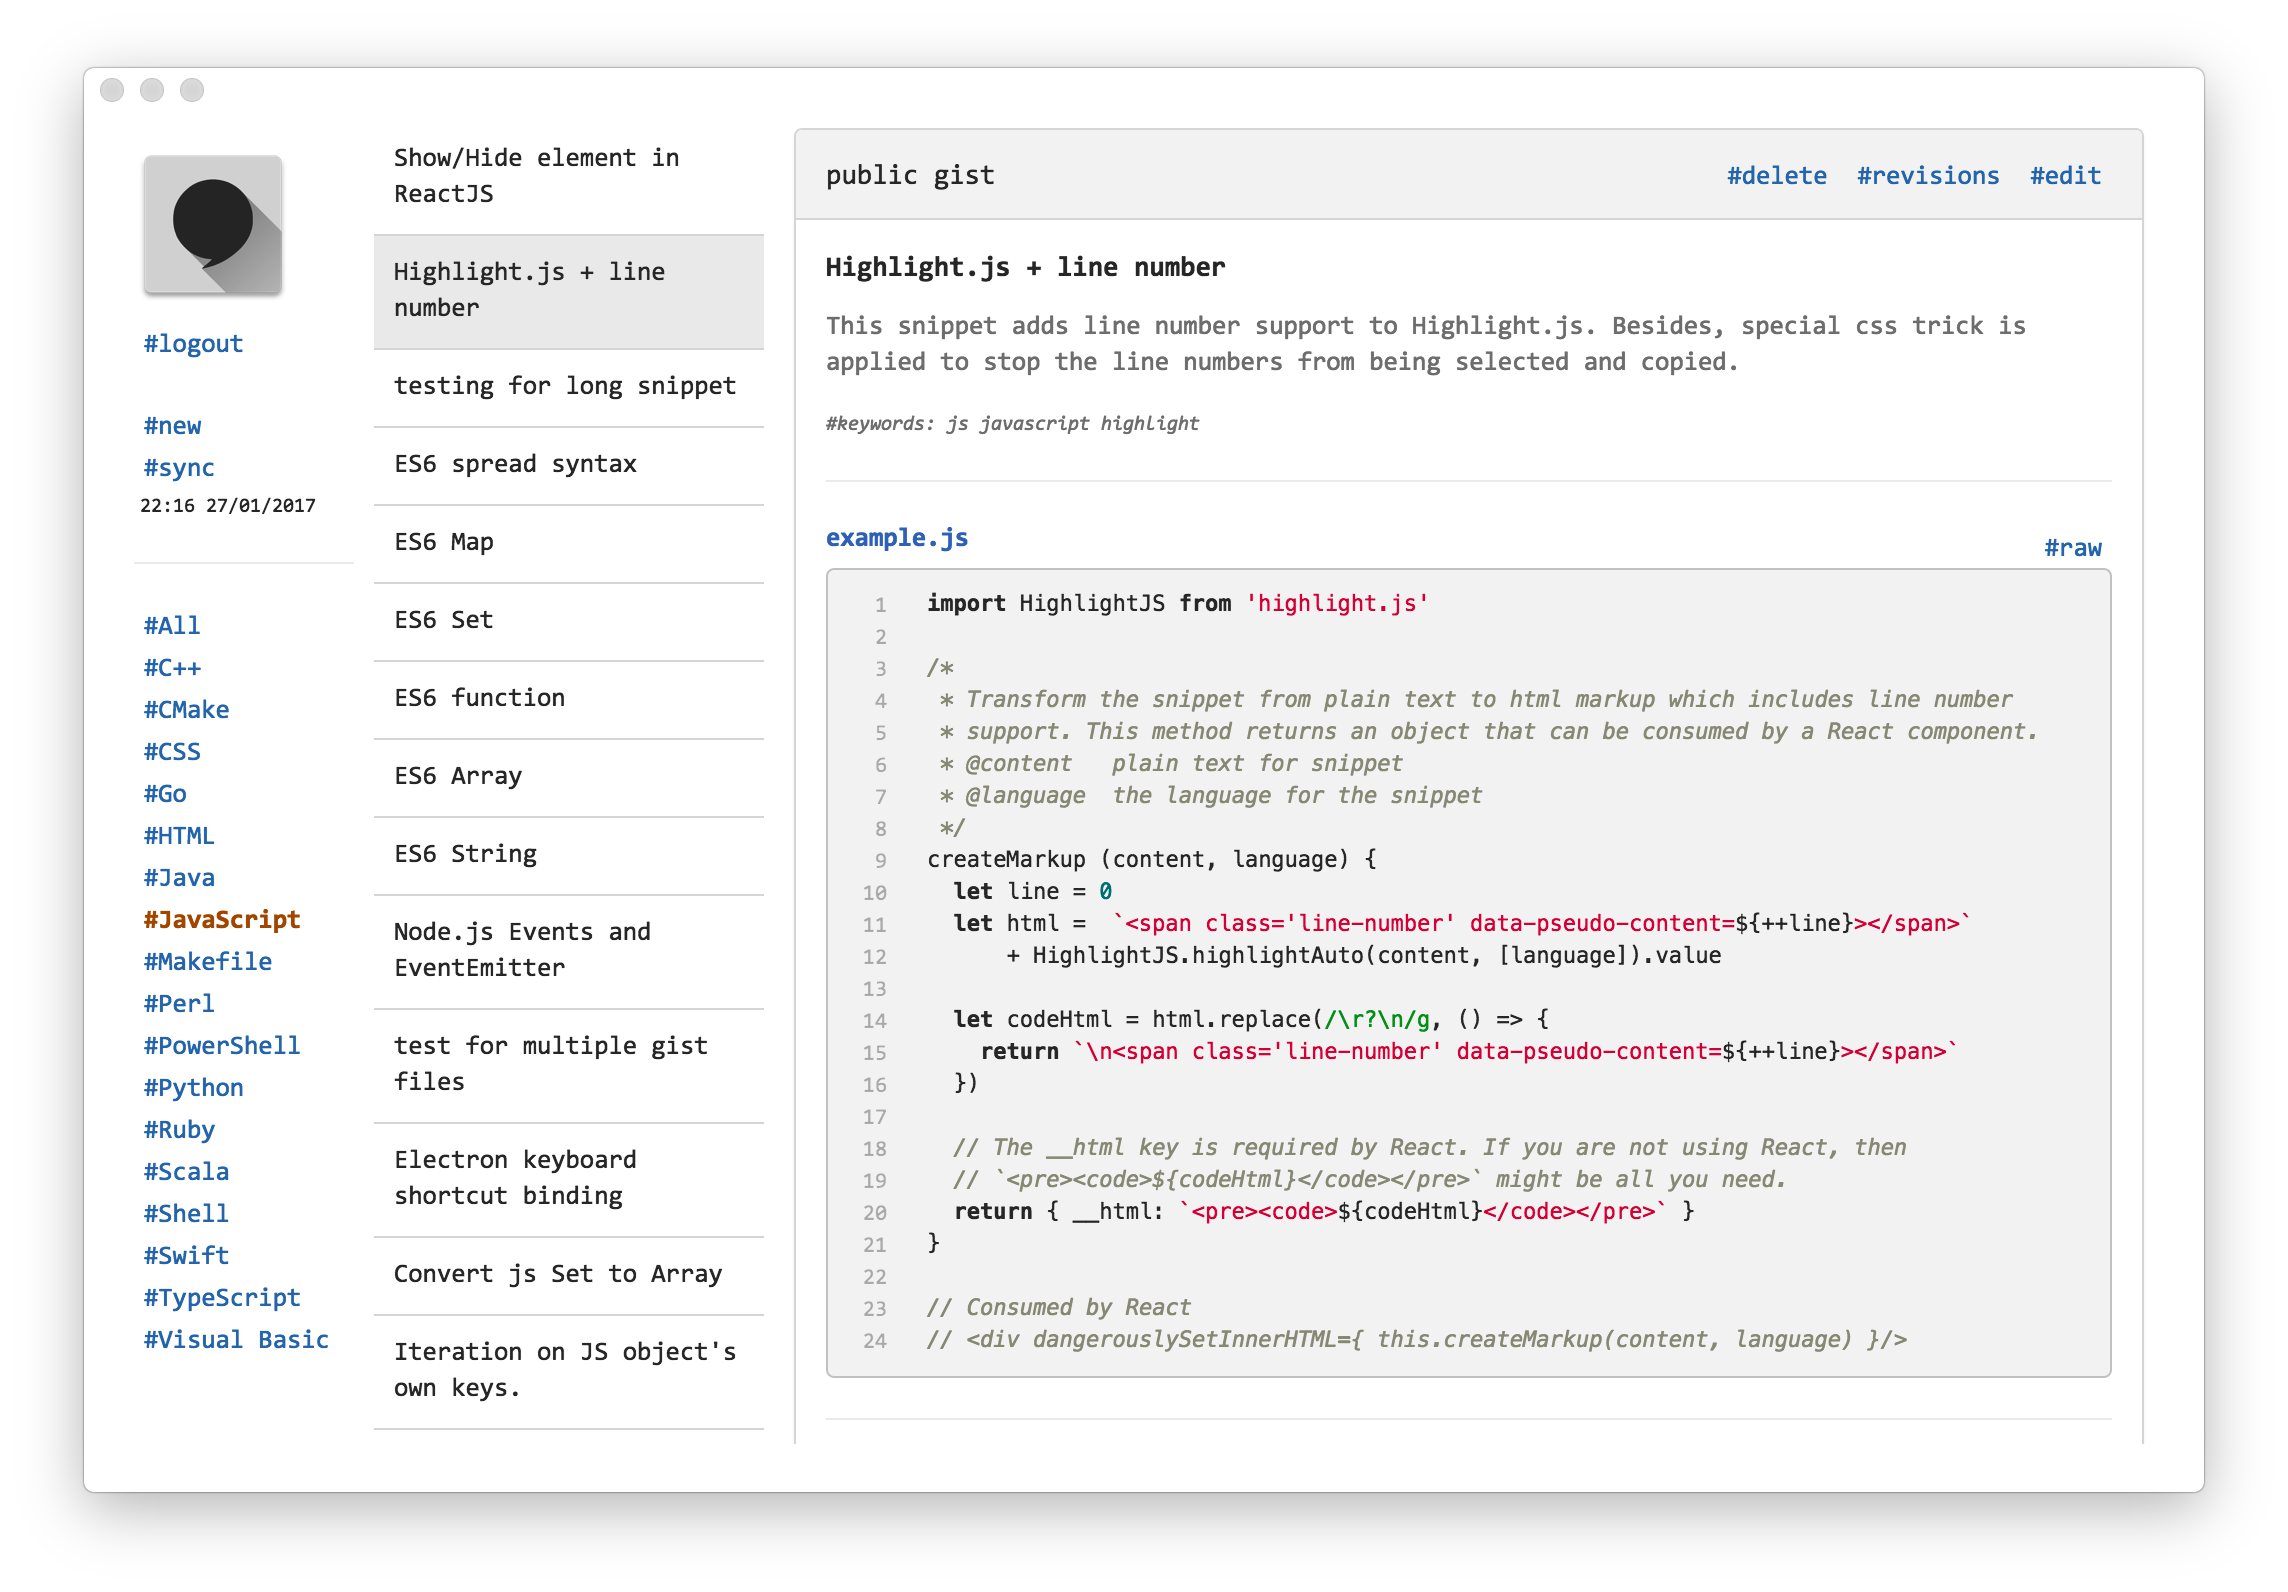 #logout
#new
#sync
22:16 27/01/2017
#All
#C++
#CMake
#CSS
#Go
#HTML
#Java
#JavaScript
#Makefile
#Perl
#PowerShell
#Python
#Ruby
#Scala
#Shell
#Swift
#TypeScript
#Visual Basic
Show/Hide element in
ReactJS
Highlight.js + line
number
testing for long snippet
ES6 spread syntax
ES6 Map
ES6 Set
ES6 function
ES6 Array
ES6 String
Node.js Events and
EventEmitter
test for multiple gist
files
Electron keyboard
shortcut binding
Convert js Set to Array
Iteration on JS object's
own keys.
public gist #delete #revisions #edit
Highlight.js + line number
This snippet adds line number support to Highlight.js. Besides, special css trick is
applied to stop the line numbers from being selected and copied.
#keywords: js javascript highlight
example.js #raw
1 import HighlightJS from 'highlight.js'
2
3 /*
4  * Transform the snippet from plain text to html markup which includes line number
5  * support. This method returns an object that can be consumed by a React component.
6  * @content   plain text for snippet
7  * @language  the language for the snippet
8  */
9 createMarkup (content, language) {
10   let line = 0
11   let html =  `<span class='line-number' data-pseudo-content=${++line}></span>`
12       + HighlightJS.highlightAuto(content, [language]).value
13
14   let codeHtml = html.replace(/\r?\n/g, () => {
15     return `\n<span class='line-number' data-pseudo-content=${++line}></span>`
16   })
17
18   // The __html key is required by React. If you are not using React, then
19   // `<pre><code>${codeHtml}</code></pre>` might be all you need.
20   return { __html: `<pre><code>${codeHtml}</code></pre>` }
21 }
22
23 // Consumed by React
24 // <div dangerouslySetInnerHTML={ this.createMarkup(content, language) }/>